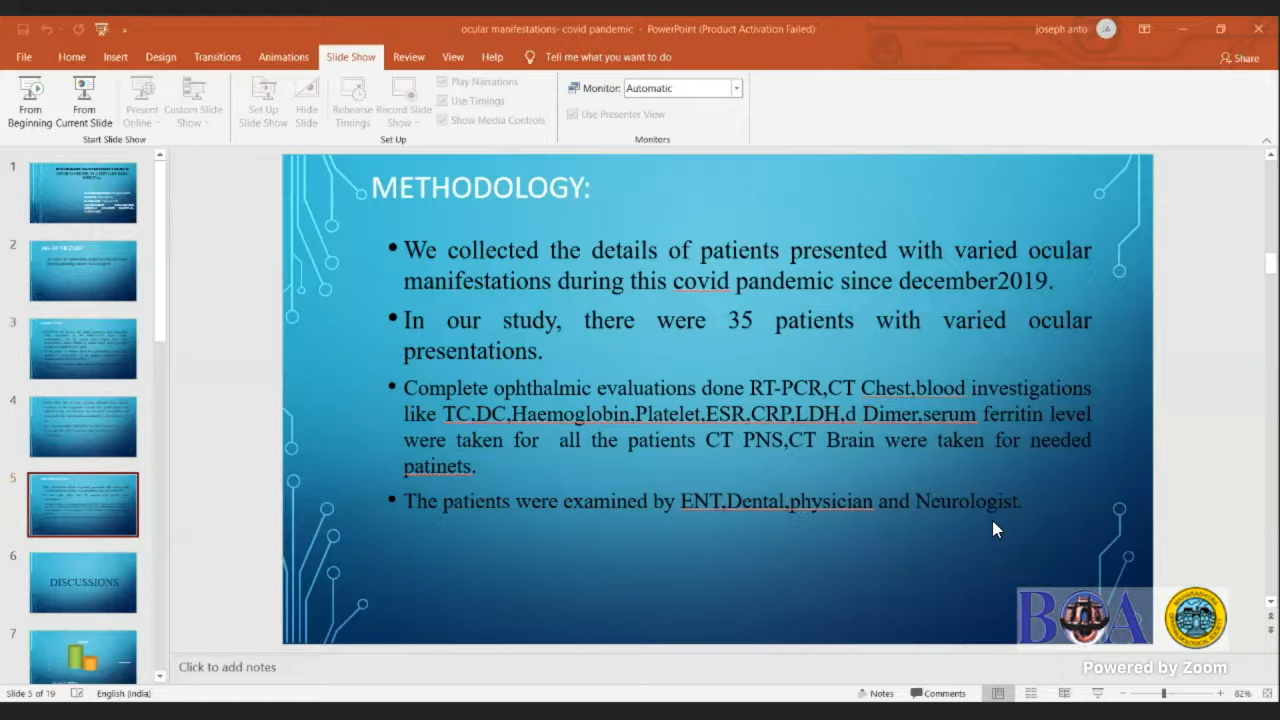 ocular manifestations- covid pandemic - PowerPoint (Product Activation Failed)
joseph anto
JA
File Home Insert Design Transitions Animations Slide Show Review View Help Tell me what you want to do
Share
From Beginning
From Current Slide
Present Online
Custom Slide Show
Set Up Slide Show
Hide Slide
Rehearse Timings
Record Slide Show
Play Narrations
Use Timings
Show Media Controls
Monitor: Automatic
Use Presenter View
Start Slide Show
Set Up
Monitors
1
2
3
4
5
6
DISCUSSIONS
7
METHODOLOGY:
• We collected the details of patients presented with varied ocular
manifestations during this covid pandemic since december2019.
• In our study, there were 35 patients with varied ocular
presentations.
• Complete ophthalmic evaluations done RT-PCR,CT Chest,blood investigations
like TC,DC,Haemoglobin,Platelet,ESR,CRP,LDH,d Dimer,serum ferritin level
were taken for all the patients CT PNS,CT Brain were taken for needed
patinets.
• The patients were examined by ENT,Dental,physician and Neurologist.
BOA
Powered by Zoom
Click to add notes
Slide 5 of 19
English (India)
Notes
Comments
82%